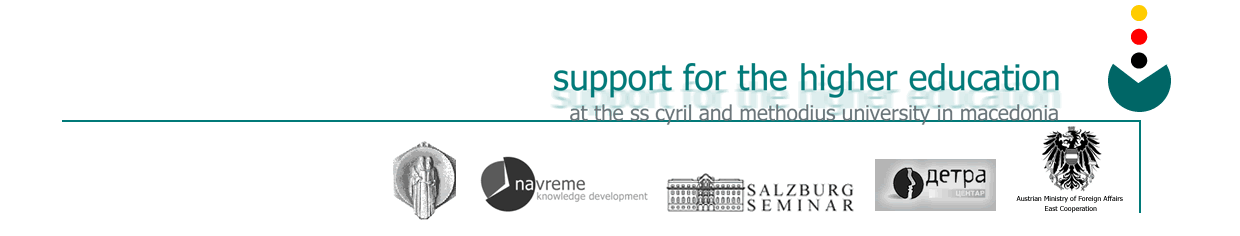 support for the higher education
at the ss cyril and methodius university in macedonia
navreme
knowledge development
SALZBURG
SEMINAR
детра
ЦЕНТАР
Austrian Ministry of Foreign Affairs
East Cooperation